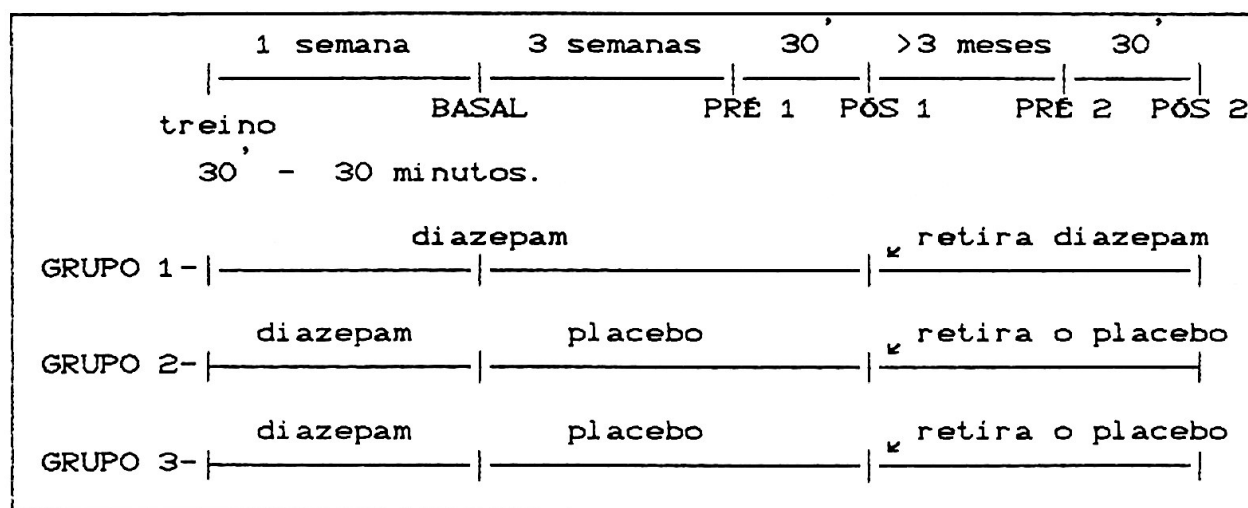 1 semana 3 semanas 30' >3 meses 30'
BASAL PRÉ 1 PÓS 1 PRÉ 2 PÓS 2
treino
30' - 30 minutos.
diazepam retira diazepam
GRUPO 1-
diazepam placebo retira o placebo
GRUPO 2-
diazepam placebo retira o placebo
GRUPO 3-